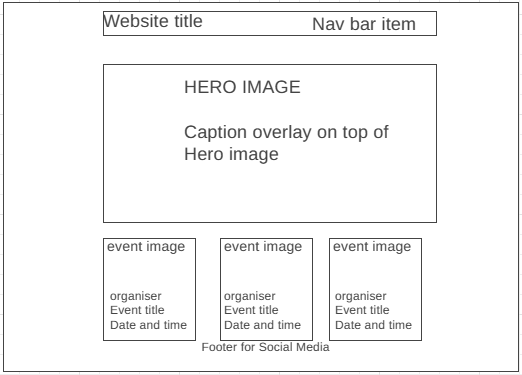 Website title
Nav bar item
HERO IMAGE
Caption overlay on top of
Hero image
event image
organiser
Event title
Date and time
event image
organiser
Event title
Date and time
event image
organiser
Event title
Date and time
Footer for Social Media